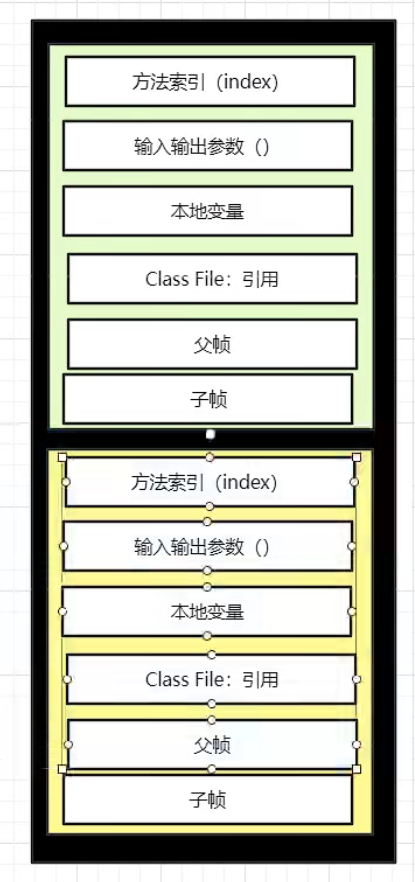 方法索引（index）
输入输出参数（）
本地变量
Class File：引用
父帧
子帧
方法索引（index）
输入输出参数（）
本地变量
Class File：引用
父帧
子帧